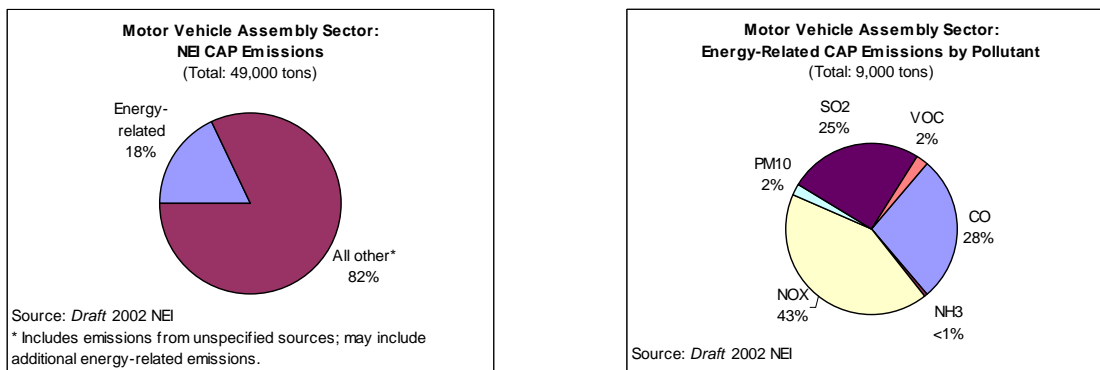 Motor Vehicle Assembly Sector:
NEI CAP Emissions
(Total: 49,000 tons)
Energy-
related
18%
All other*
82%
Source: Draft 2002 NEI
* Includes emissions from unspecified sources; may include
additional energy-related emissions.
Motor Vehicle Assembly Sector:
Energy-Related CAP Emissions by Pollutant
(Total: 9,000 tons)
SO2
25%
VOC
2%
PM10
2%
CO
28%
NOX
43%
NH3
<1%
Source: Draft 2002 NEI